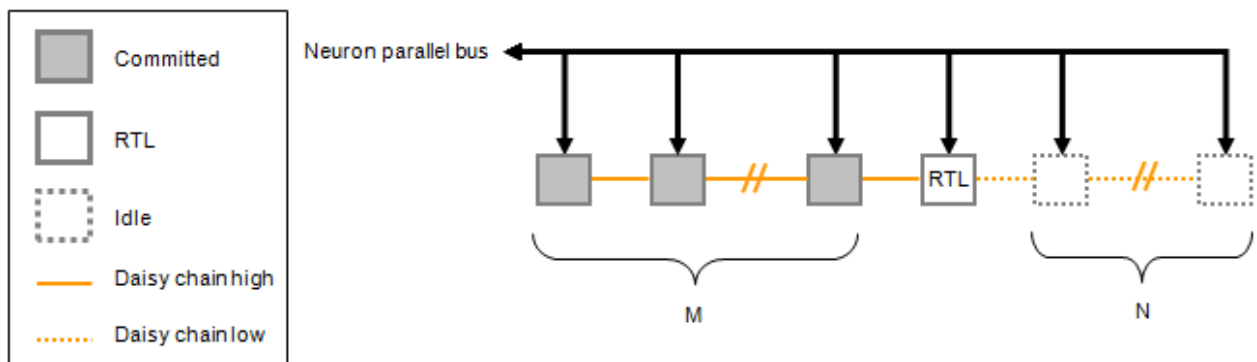 Committed
RTL
Idle
Daisy chain high
Daisy chain low
Neuron parallel bus
RTL
M
N